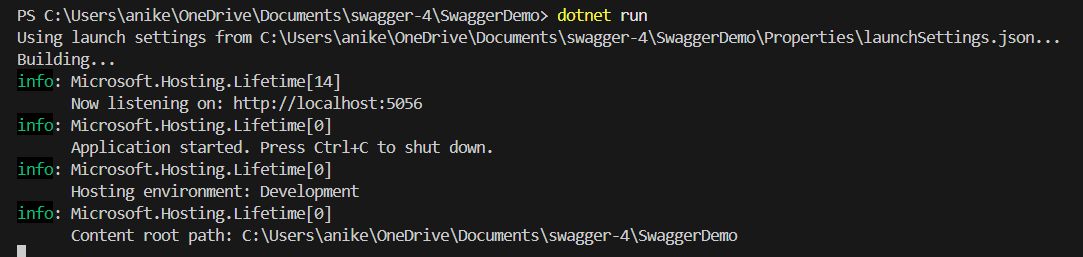 PS C:\Users\anike\OneDrive\Documents\swagger-4\SwaggerDemo> dotnet run
Using launch settings from C:\Users\anike\OneDrive\Documents\swagger-4\SwaggerDemo\Properties\launchSettings.json...
Building...
info: Microsoft.Hosting.Lifetime[14]
      Now listening on: http://localhost:5056
info: Microsoft.Hosting.Lifetime[0]
      Application started. Press Ctrl+C to shut down.
info: Microsoft.Hosting.Lifetime[0]
      Hosting environment: Development
info: Microsoft.Hosting.Lifetime[0]
      Content root path: C:\Users\anike\OneDrive\Documents\swagger-4\SwaggerDemo